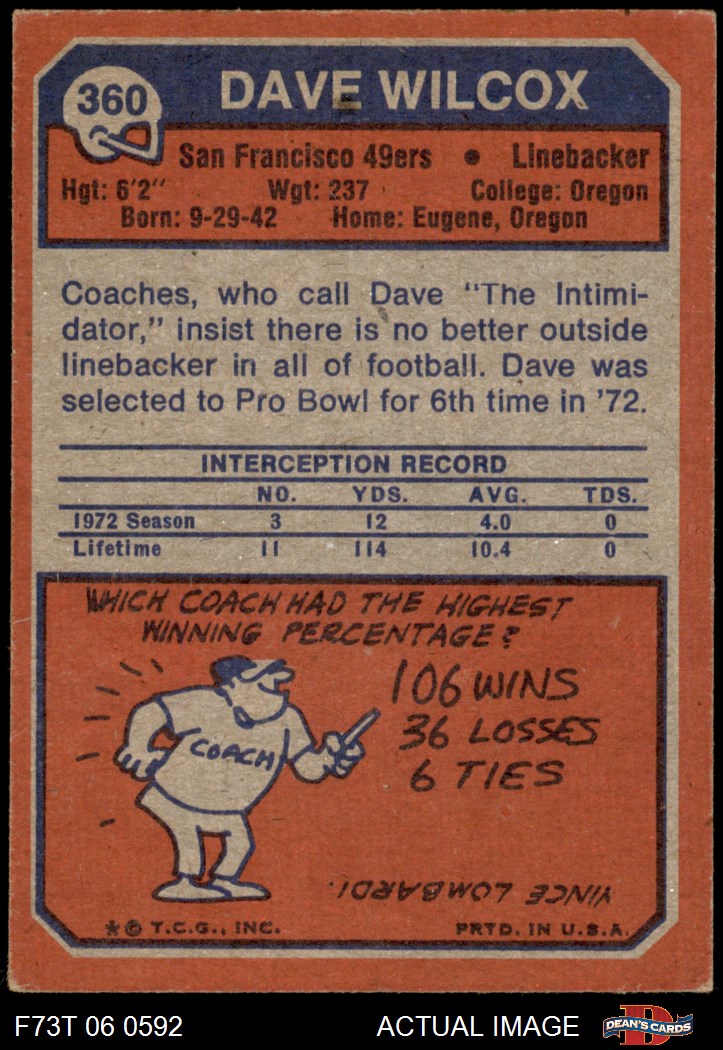 360
DAVE WILCOX
San Francisco 49ers • Linebacker
Hgt: 6'2" Wgt: 237 College: Oregon
Born: 9-29-42 Home: Eugene, Oregon
Coaches, who call Dave "The Intimi-
dator," insist there is no better outside
linebacker in all of football. Dave was
selected to Pro Bowl for 6th time in '72.
INTERCEPTION RECORD
NO. YDS. AVG. TDS.
1972 Season 3 12 4.0 0
Lifetime 11 114 10.4 0
WHICH COACH HAD THE HIGHEST
WINNING PERCENTAGE?
106 WINS
36 LOSSES
6 TIES
COACH
VINCE LOMBARDI.
* © T.C.G., INC. PRTD. IN U.S.A.
F73T 06 0592 ACTUAL IMAGE DEAN'S CARDS